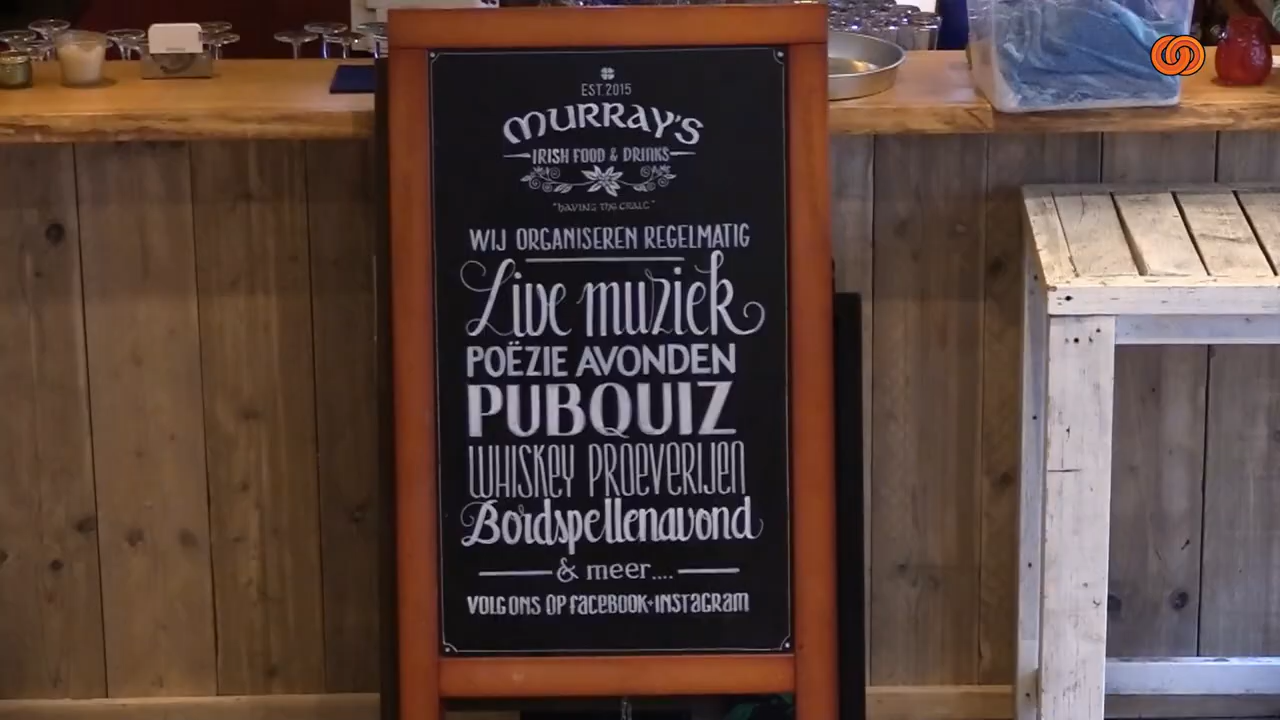 EST. 2015
MURRAY'S
IRISH FOOD & DRINKS
"HAVING THE CRAIC"
WIJ ORGANISEREN REGELMATIG
Live muziek
POËZIE AVONDEN
PUBQUIZ
WHISKEY PROEVERIJEN
Bordspellenavond
& meer....
VOLG ONS OP FACEBOOK+INSTAGRAM